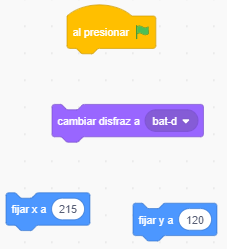 al presionar
cambiar disfraz a bat-d
fijar x a 215
fijar y a 120